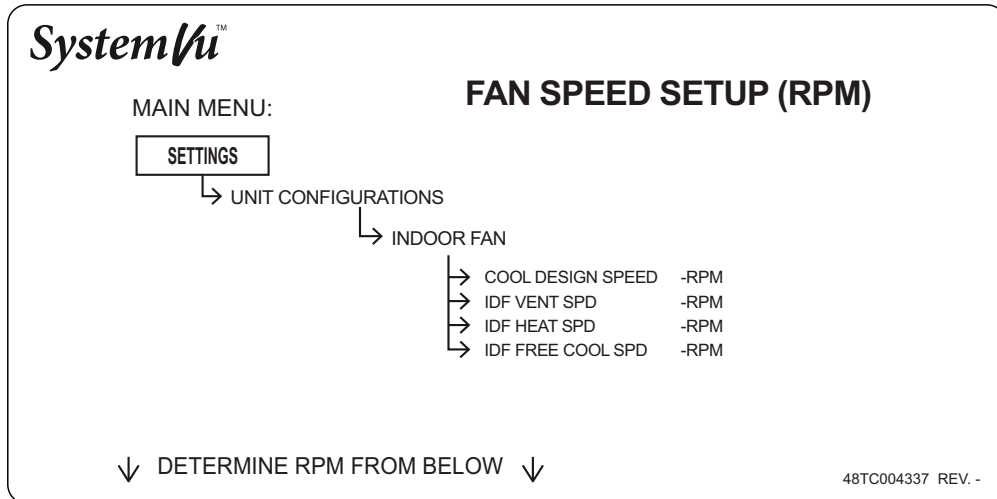 SystemVu™
FAN SPEED SETUP (RPM)
MAIN MENU:
SETTINGS
UNIT CONFIGURATIONS
INDOOR FAN
COOL DESIGN SPEED -RPM
IDF VENT SPD -RPM
IDF HEAT SPD -RPM
IDF FREE COOL SPD -RPM
DETERMINE RPM FROM BELOW
48TC004337 REV. -